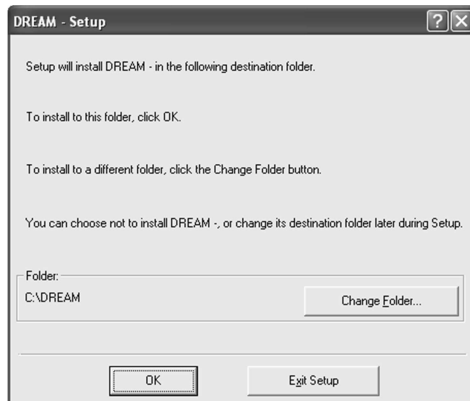 DREAM - Setup
Setup will install DREAM - in the following destination folder.
To install to this folder, click OK.
To install to a different folder, click the Change Folder button.
You can choose not to install DREAM -, or change its destination folder later during Setup.
Folder:
C:\DREAM
Change Folder...
OK
Exit Setup